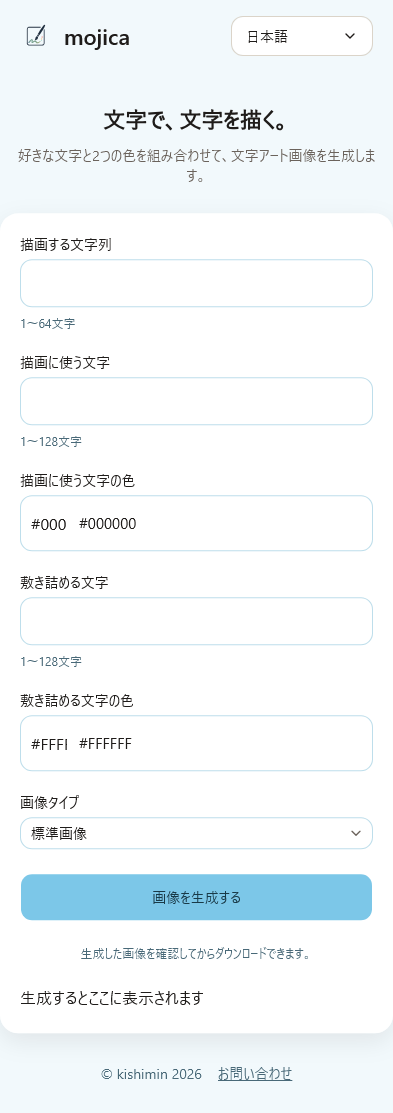 mojica
日本語
文字で、文字を描く。
好きな文字と2つの色を組み合わせて、文字アート画像を生成しま
す。
描画する文字列
1〜64文字
描画に使う文字
1〜128文字
描画に使う文字の色
#000 #000000
敷き詰める文字
1〜128文字
敷き詰める文字の色
#FFF #FFFFFF
画像タイプ
標準画像
画像を生成する
生成した画像を確認してからダウンロードできます。
生成するとここに表示されます
© kishimin 2026 お問い合わせ